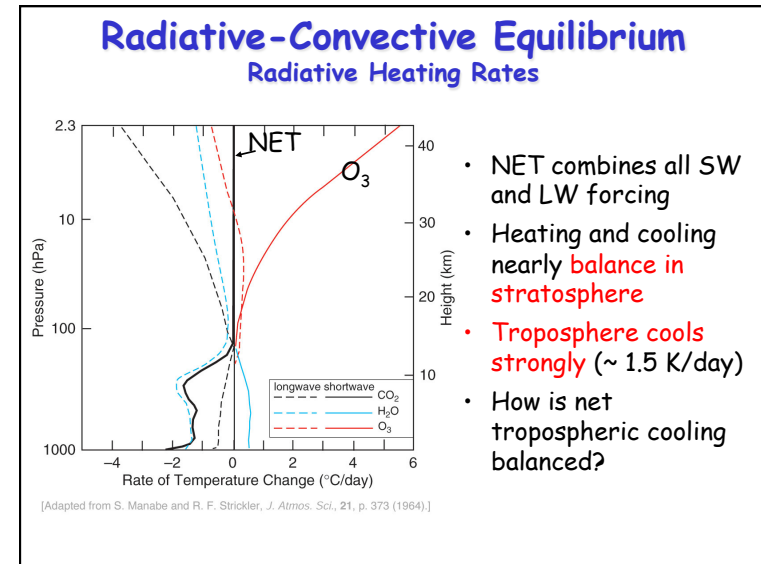 Radiative-Convective Equilibrium
Radiative Heating Rates
2.3
10
100
1000
Pressure (hPa)
NET
O3
40
30
20
10
Height (km)
longwave shortwave
CO2
H2O
O3
−4 −2 0 2 4 6
Rate of Temperature Change (°C/day)
[Adapted from S. Manabe and R. F. Strickler, J. Atmos. Sci., 21, p. 373 (1964).]
• NET combines all SW
and LW forcing
• Heating and cooling
nearly balance in
stratosphere
• Troposphere cools
strongly (~ 1.5 K/day)
• How is net
tropospheric cooling
balanced?